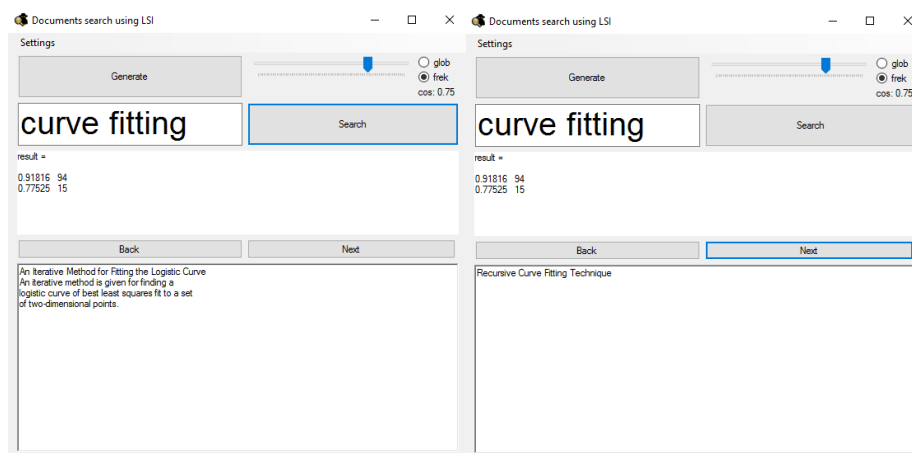 Documents search using LSI
Settings
Generate
glob
frek
cos: 0.75
curve fitting
Search
result =
0.91816 94
0.77525 15
Back
Next
An Iterative Method for Fitting the Logistic Curve
An iterative method is given for finding a
logistic curve of best least squares fit to a set
of two-dimensional points.
Documents search using LSI
Settings
Generate
glob
frek
cos: 0.75
curve fitting
Search
result =
0.91816 94
0.77525 15
Back
Next
Recursive Curve Fitting Technique